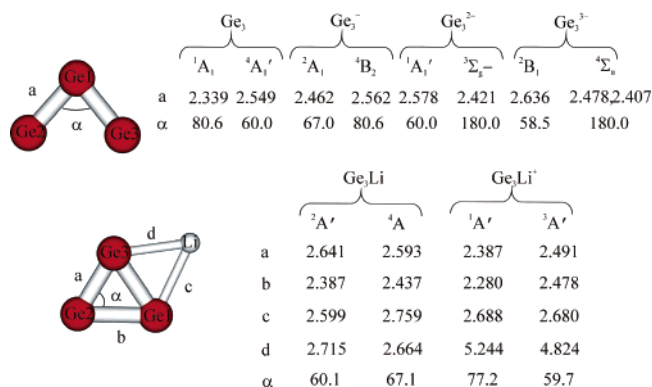 Ge₃ Ge₃⁻ Ge₃²⁻ Ge₃³⁻
¹A₁ ⁴A₁′ ²A₁ ⁴B₂ ¹A₁′ ³Σg− ²B₁ ⁴Σu
a 2.339 2.549 2.462 2.562 2.578 2.421 2.636 2.478,2.407
α 80.6 60.0 67.0 80.6 60.0 180.0 58.5 180.0
Ge1
a
α
Ge2 Ge3
Ge₃Li Ge₃Li⁺
²A′ ⁴A ¹A′ ³A′
a 2.641 2.593 2.387 2.491
b 2.387 2.437 2.280 2.478
c 2.599 2.759 2.688 2.680
d 2.715 2.664 5.244 4.824
α 60.1 67.1 77.2 59.7
d
Li
Ge3
a
α
c
Ge2 Ge1
b